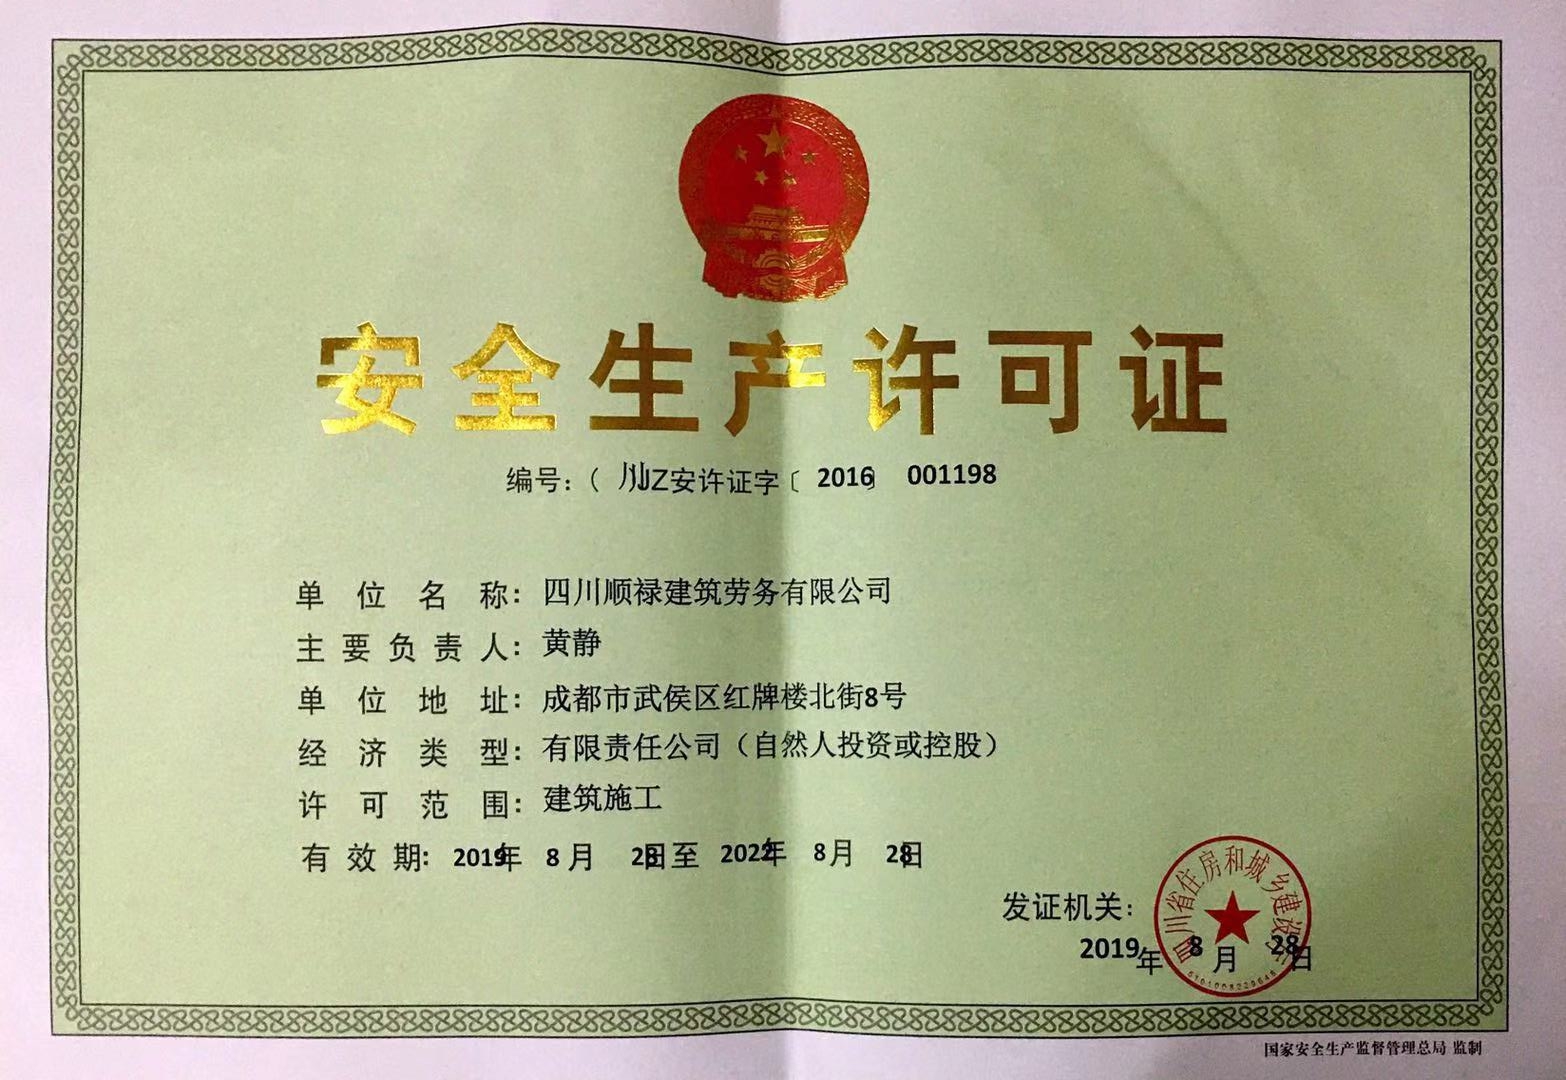 安全生产许可证
编号：（川）JZ安许证字〔2016〕001198
单位名称：四川顺禄建筑劳务有限公司
主要负责人：黄静
单位地址：成都市武侯区红牌楼北街8号
经济类型：有限责任公司（自然人投资或控股）
许可范围：建筑施工
有效期：2019年8月28日至2022年8月28日
发证机关：
四川省住房和城乡建设厅
2019年8月28日
国家安全生产监督管理总局 监制